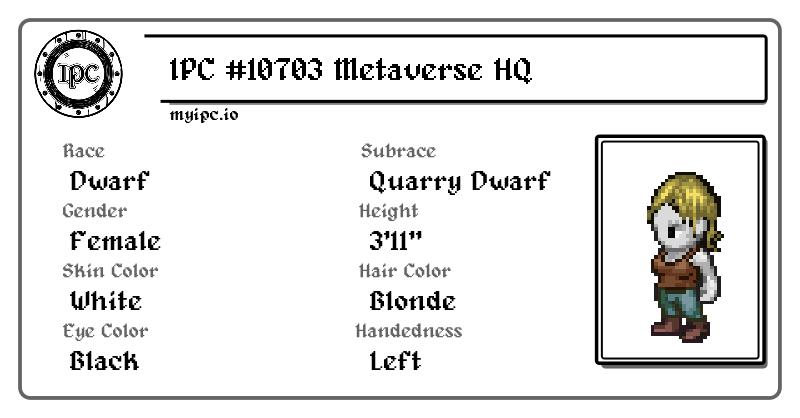 IPC
IPC #10703 Metaverse HQ
myipc.io
Race
Dwarf
Subrace
Quarry Dwarf
Gender
Female
Height
3'11"
Skin Color
White
Hair Color
Blonde
Eye Color
Black
Handedness
Left